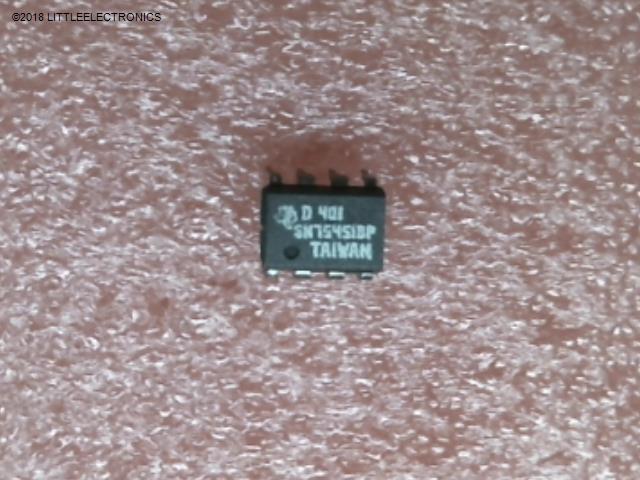 ©2018 LITTLEELECTRONICS
D 401
SN75451BP
TAIWAN